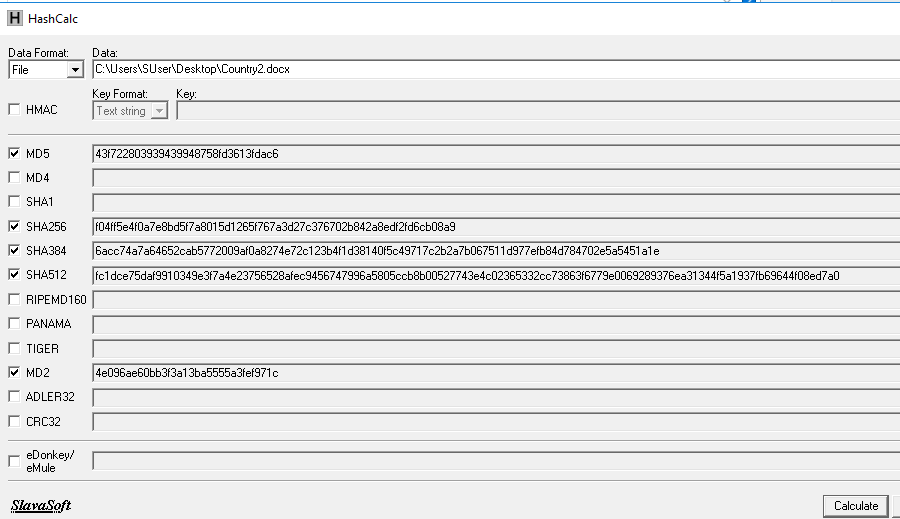 H HashCalc
Data Format: Data:
File C:\Users\SUser\Desktop\Country2.docx
Key Format: Key:
HMAC Text string
MD5 43f722803939439948758fd3613fdac6
MD4
SHA1
SHA256 f04ff5e4f0a7e8bd5f7a8015d1265f767a3d27c376702b842a8edf2fd6cb08a9
SHA384 6acc74a7a64652cab5772009af0a8274e72c123b4f1d38140f5c49717c2b2a7b067511d977efb84d784702e5a5451a1e
SHA512 fc1dce75daf9910349e3f7a4e23756528afec9456747996a5805ccb8b00527743e4c02365332cc73863f6779e0069289376ea31344f5a1937fb69644f08ed7a0
RIPEMD160
PANAMA
TIGER
MD2 4e096ae60bb3f3a13ba5555a3fef971c
ADLER32
CRC32
eDonkey/
eMule
SlavaSoft Calculate